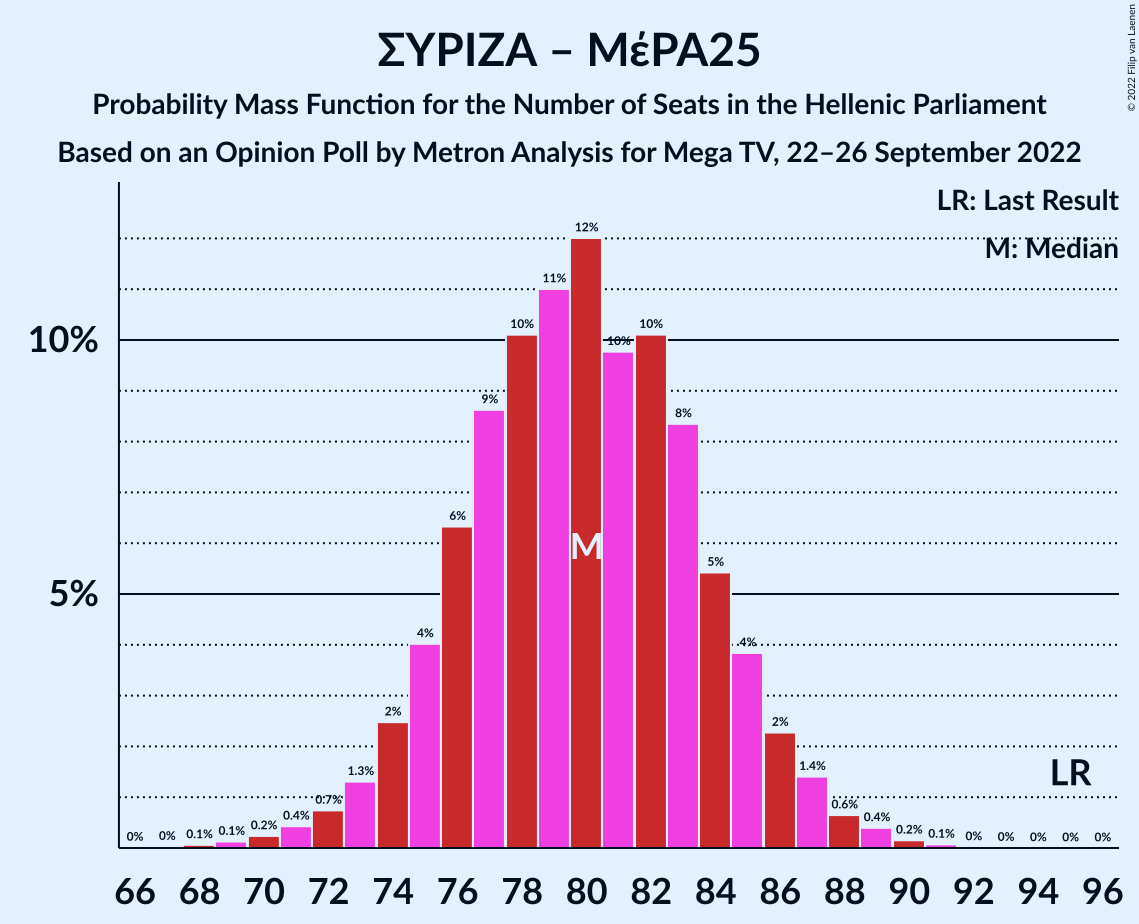 ΣΥΡΙΖΑ – ΜέΡΑ25
Probability Mass Function for the Number of Seats in the Hellenic Parliament
Based on an Opinion Poll by Metron Analysis for Mega TV, 22–26 September 2022
© 2022 Filip van Laenen
LR: Last Result
M: Median
12%
11%
10% 10%
10%
10%
9%
8%
6%
M
5%
5%
4%
4%
2%
2%
LR
1.3%
1.4%
0.7%
0.6%
0% 0% 0.1% 0.1% 0.2% 0.4% 0.4% 0.2% 0.1% 0% 0% 0% 0% 0%
66 68 70 72 74 76 78 80 82 84 86 88 90 92 94 96